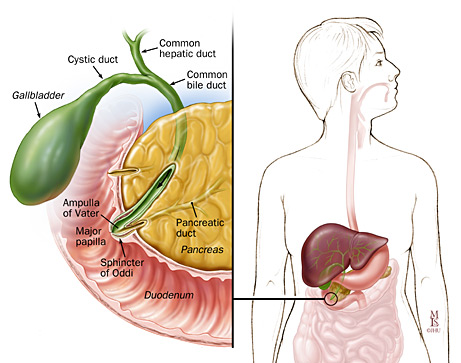 Common
hepatic duct
Cystic duct
Common
bile duct
Gallbladder
Ampulla
of Vater
Major
papilla
Sphincter
of Oddi
Pancreatic
duct
Pancreas
Duodenum
©JHU